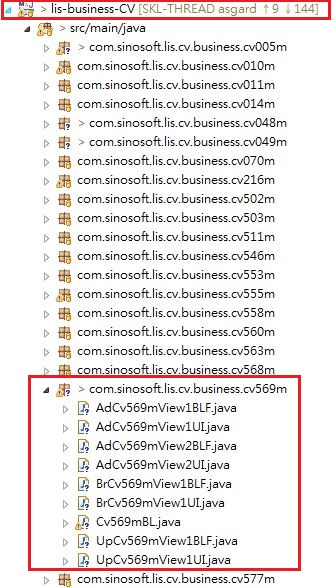 > lis-business-CV [SKL-THREAD asgard ↑9 ↓144]
> src/main/java
> com.sinosoft.lis.cv.business.cv005m
com.sinosoft.lis.cv.business.cv010m
com.sinosoft.lis.cv.business.cv011m
com.sinosoft.lis.cv.business.cv014m
> com.sinosoft.lis.cv.business.cv048m
> com.sinosoft.lis.cv.business.cv049m
com.sinosoft.lis.cv.business.cv070m
com.sinosoft.lis.cv.business.cv216m
com.sinosoft.lis.cv.business.cv502m
com.sinosoft.lis.cv.business.cv503m
com.sinosoft.lis.cv.business.cv511m
com.sinosoft.lis.cv.business.cv546m
com.sinosoft.lis.cv.business.cv553m
com.sinosoft.lis.cv.business.cv555m
com.sinosoft.lis.cv.business.cv558m
com.sinosoft.lis.cv.business.cv560m
com.sinosoft.lis.cv.business.cv563m
com.sinosoft.lis.cv.business.cv568m
> com.sinosoft.lis.cv.business.cv569m
AdCv569mView1BLF.java
AdCv569mView1UI.java
AdCv569mView2BLF.java
AdCv569mView2UI.java
BrCv569mView1BLF.java
BrCv569mView1UI.java
Cv569mBL.java
UpCv569mView1BLF.java
UpCv569mView1UI.java
com.sinosoft.lis.cv.business.cv577m